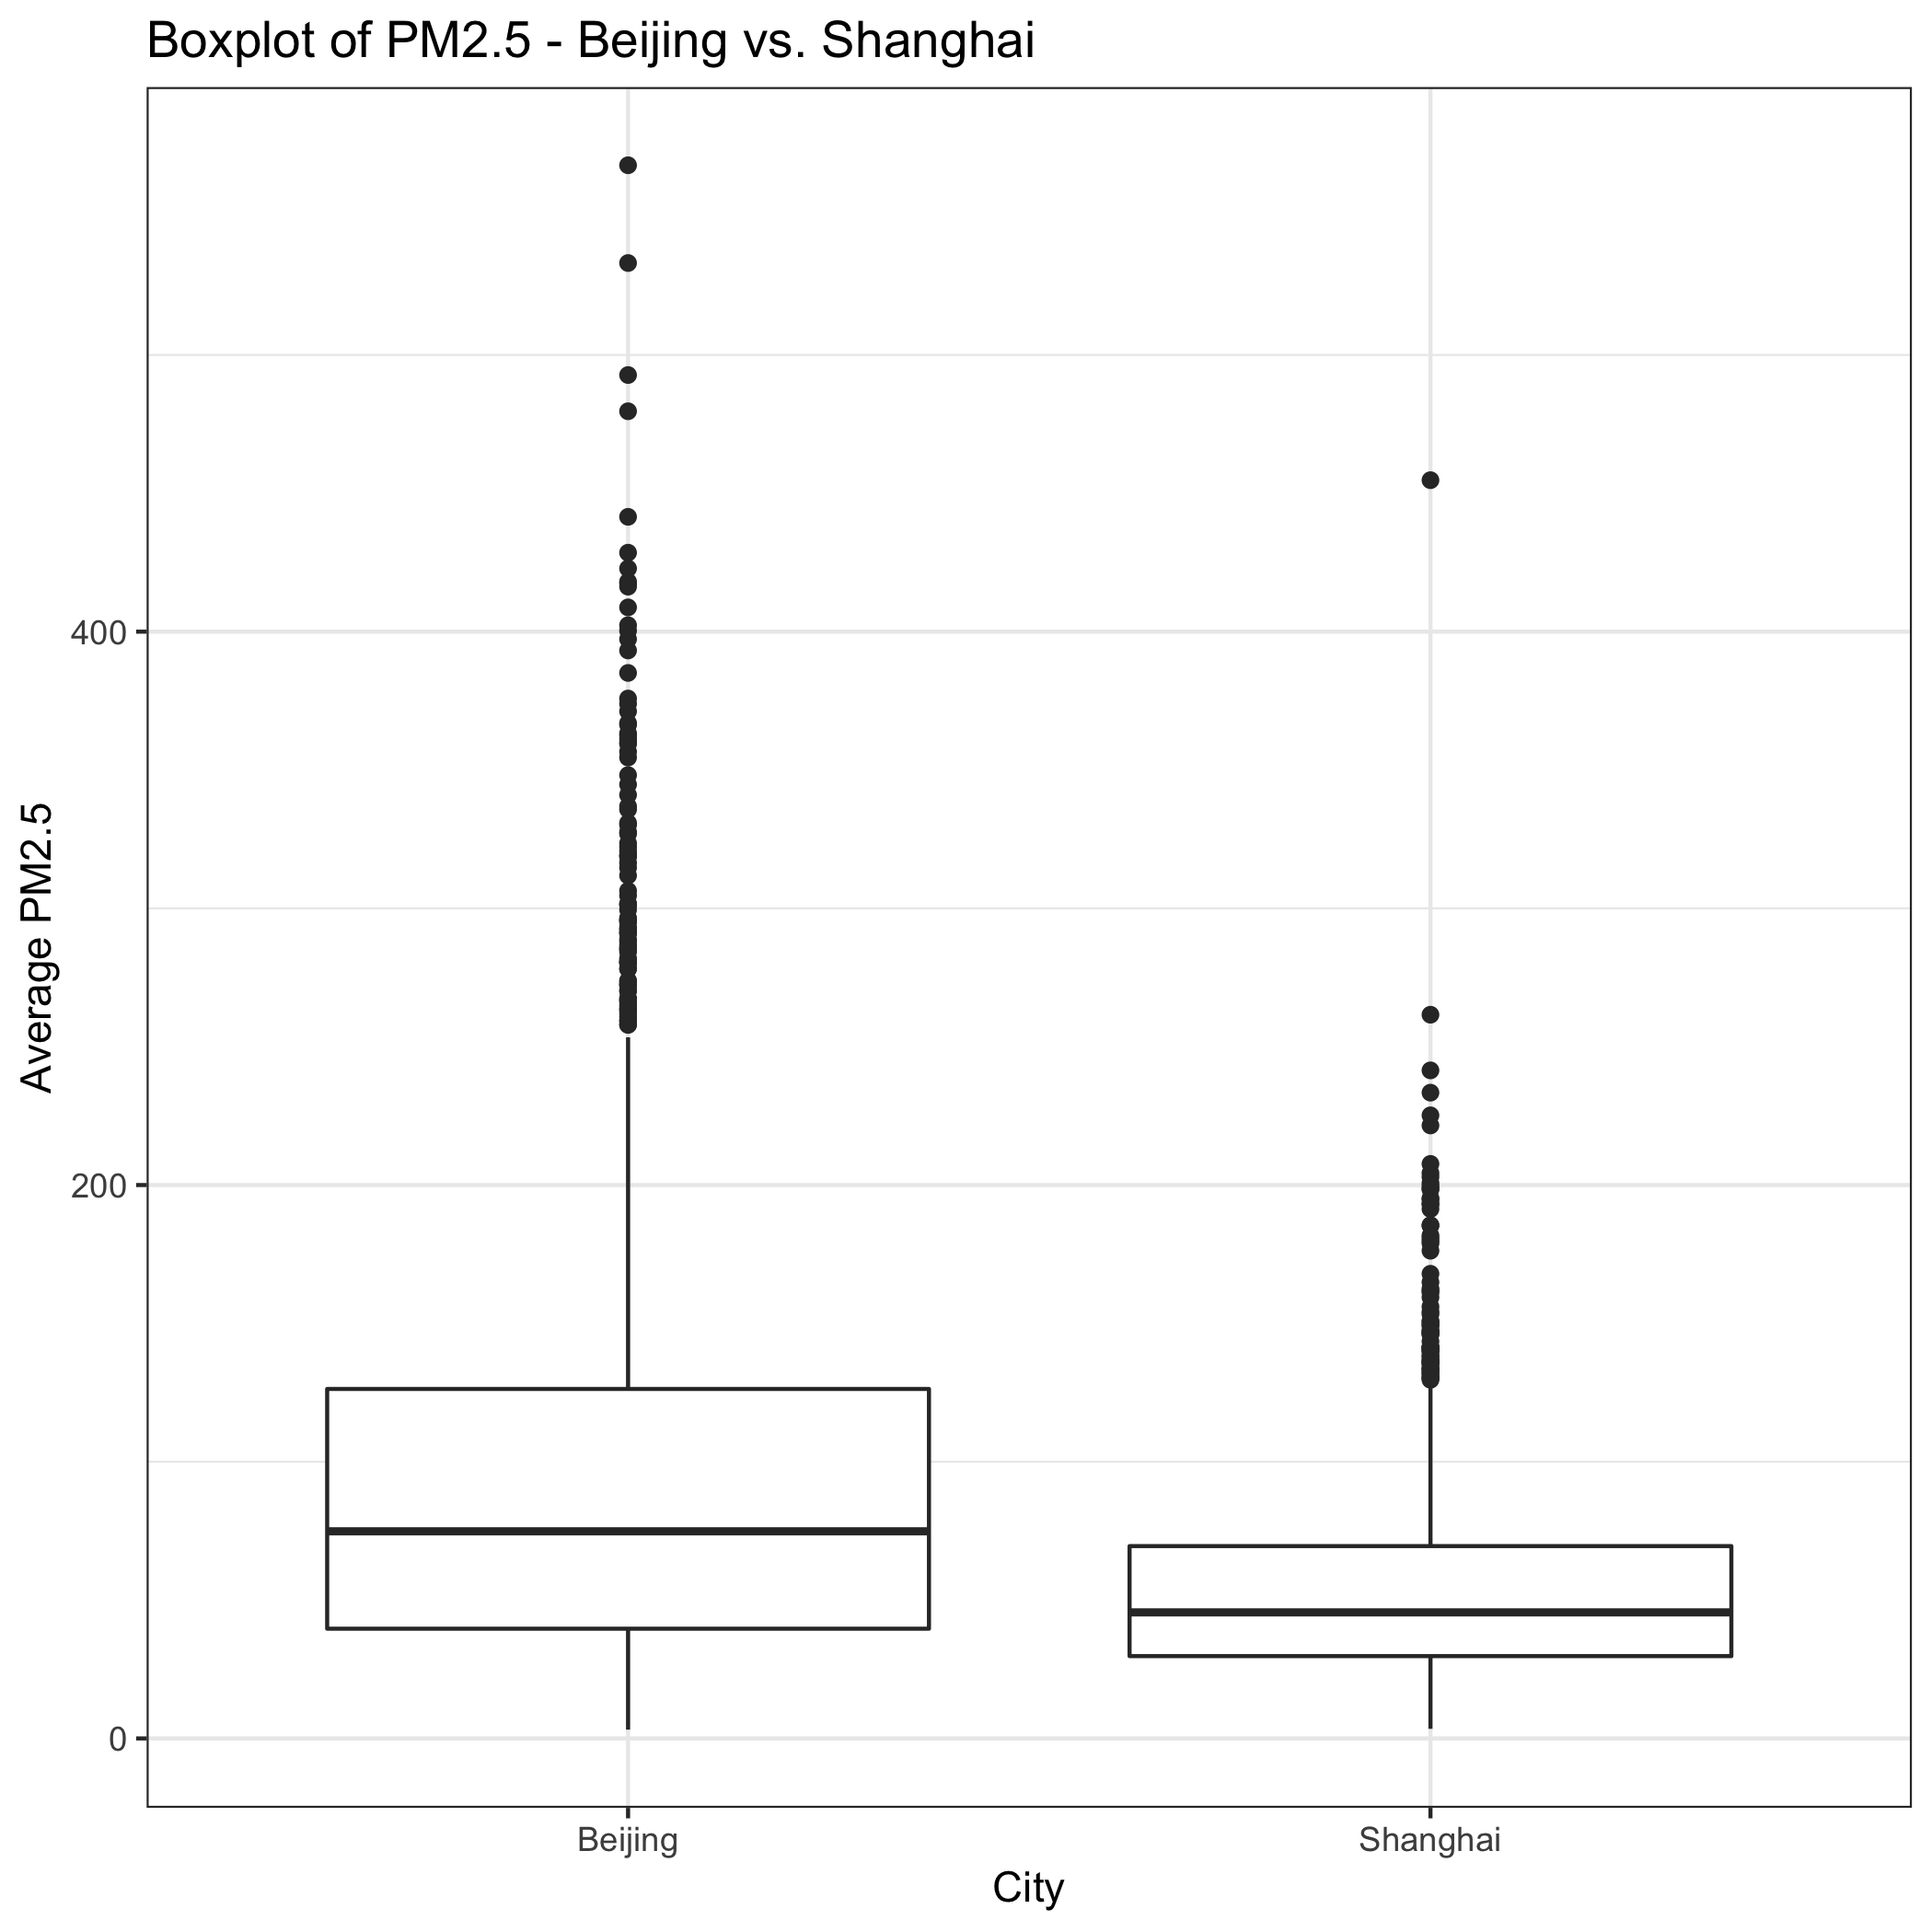 Boxplot of PM2.5 - Beijing vs. Shanghai
Average PM2.5
400
200
0
Beijing
Shanghai
City